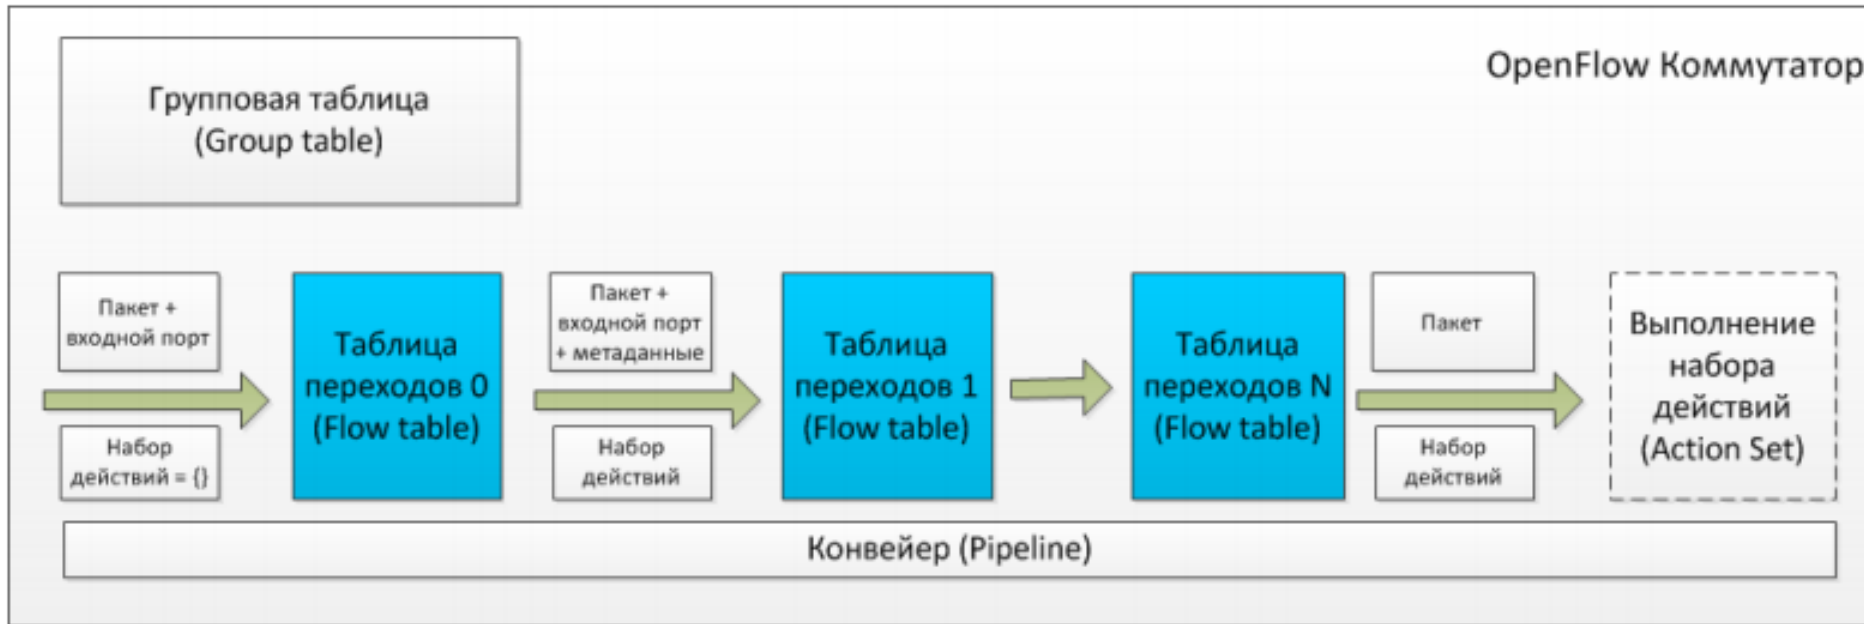 Групповая таблица
(Group table)
OpenFlow Коммутатор
Пакет +
входной порт
Набор
действий = {}
Таблица
переходов 0
(Flow table)
Пакет +
входной порт
+ метаданные
Набор
действий
Таблица
переходов 1
(Flow table)
Таблица
переходов N
(Flow table)
Пакет
Набор
действий
Выполнение
набора
действий
(Action Set)
Конвейер (Pipeline)